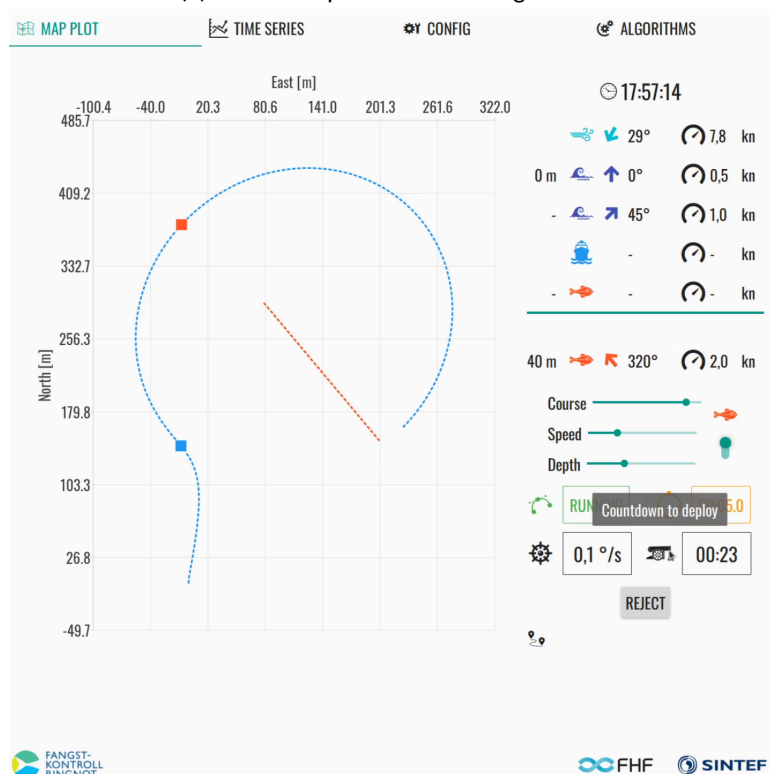 MAP PLOT TIME SERIES CONFIG ALGORITHMS
East [m]
-100.4 -40.0 20.3 80.6 141.0 201.3 261.6 322.0
485.7
409.2
332.7
256.3
179.8
103.3
26.8
-49.7
North [m]
17:57:14
29° 7,8 kn
0 m 0° 0,5 kn
- 45° 1,0 kn
- - kn
- - - kn
40 m 320° 2,0 kn
Course
Speed
Depth
Countdown to deploy
0,1 °/s 00:23
REJECT
FANGST-
KONTROLL
RINGNOT
FHF SINTEF